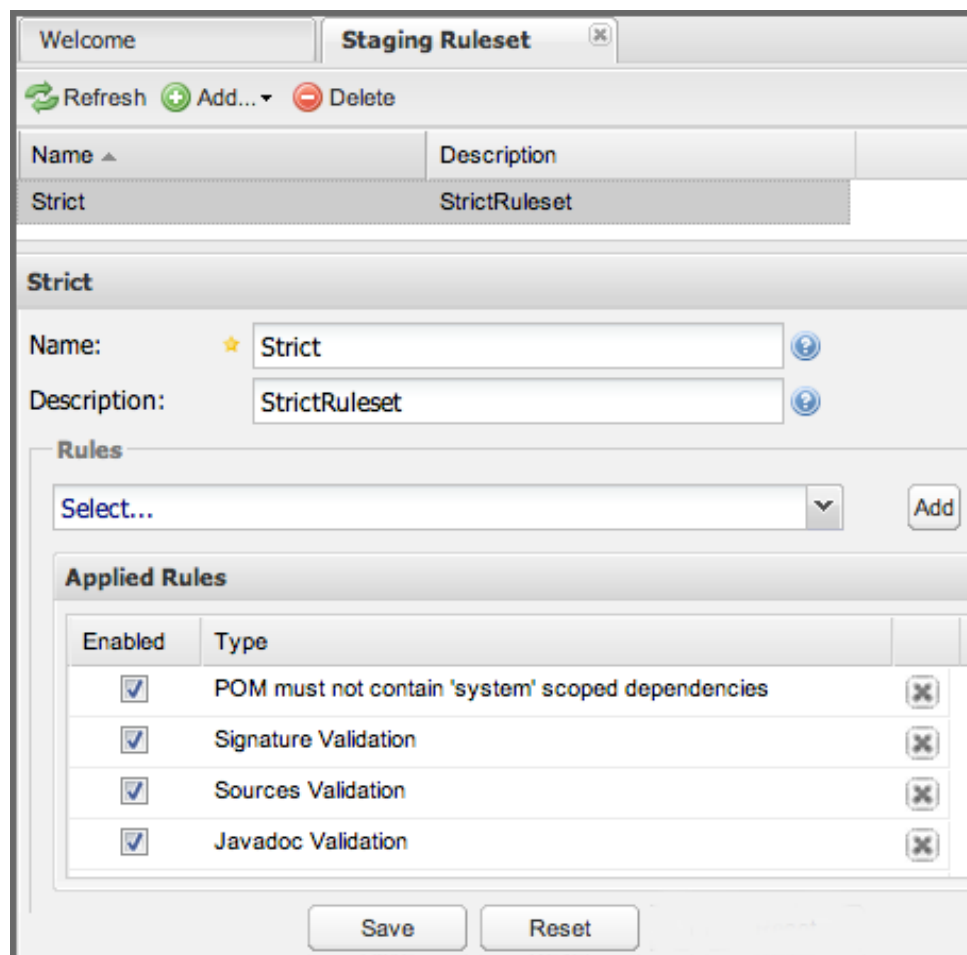 Welcome
Staging Ruleset
Refresh Add... Delete
Name Description
Strict StrictRuleset
Strict
Name: Strict
Description: StrictRuleset
Rules
Select... Add
Applied Rules
Enabled Type
POM must not contain 'system' scoped dependencies
Signature Validation
Sources Validation
Javadoc Validation
Save Reset